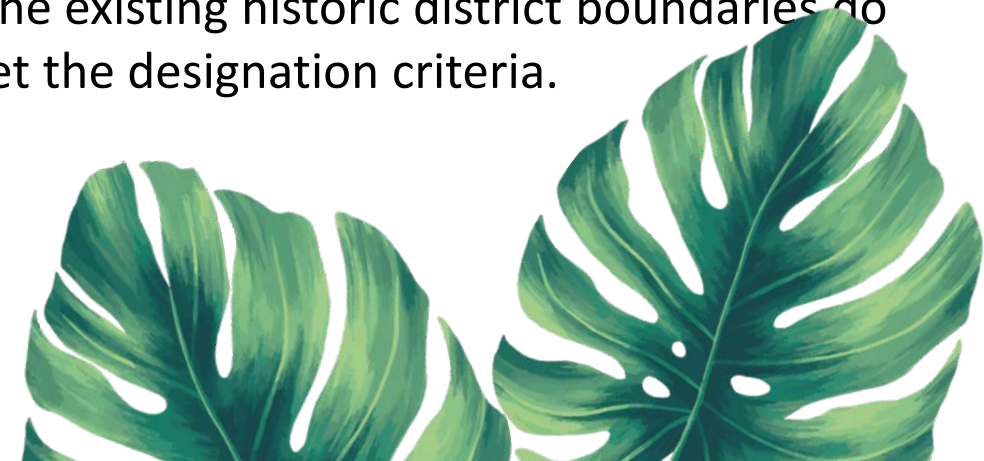 he existing historic district boundaries do
et the designation criteria.